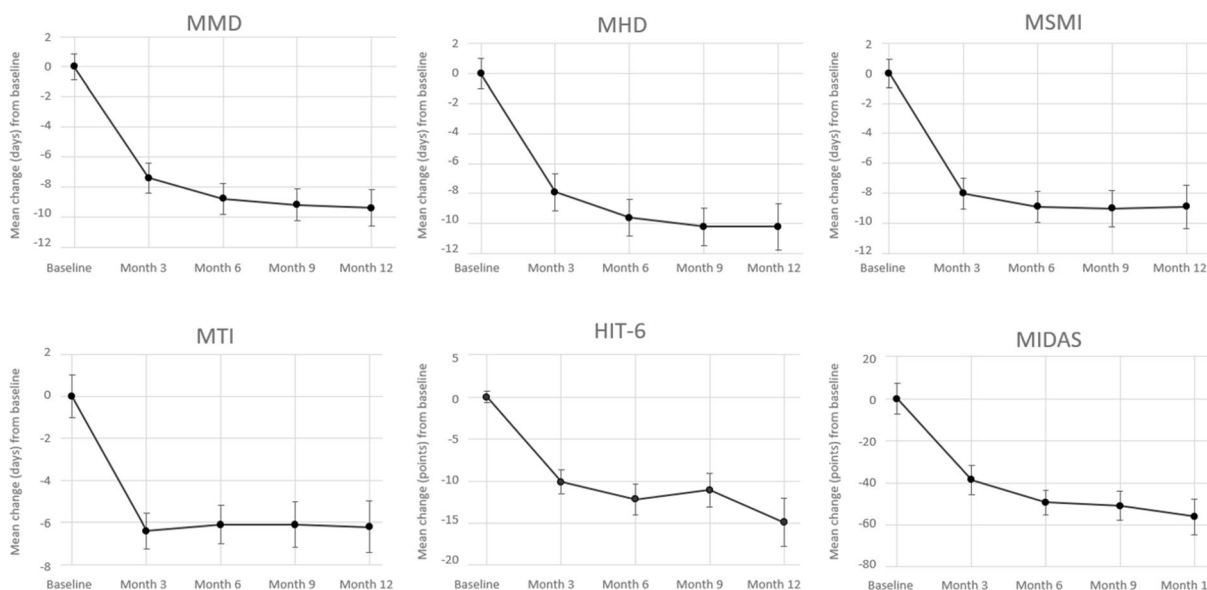 MMD
Mean change (days) from baseline
2
0
-2
-4
-6
-8
-10
-12
Baseline Month 3 Month 6 Month 9 Month 12
MHD
Mean change (days) from baseline
2
0
-2
-4
-6
-8
-10
-12
Baseline Month 3 Month 6 Month 9 Month 12
MSMI
Mean change (days) from baseline
2
0
-2
-4
-6
-8
-10
-12
Baseline Month 3 Month 6 Month 9 Month 12
MTI
Mean change (days) from baseline
2
0
-2
-4
-6
-8
Baseline Month 3 Month 6 Month 9 Month 12
HIT-6
Mean change (points) from baseline
5
0
-5
-10
-15
-20
Baseline Month 3 Month 6 Month 9 Month 12
MIDAS
Mean change (points) from baseline
20
0
-20
-40
-60
-80
Baseline Month 3 Month 6 Month 9 Month 1